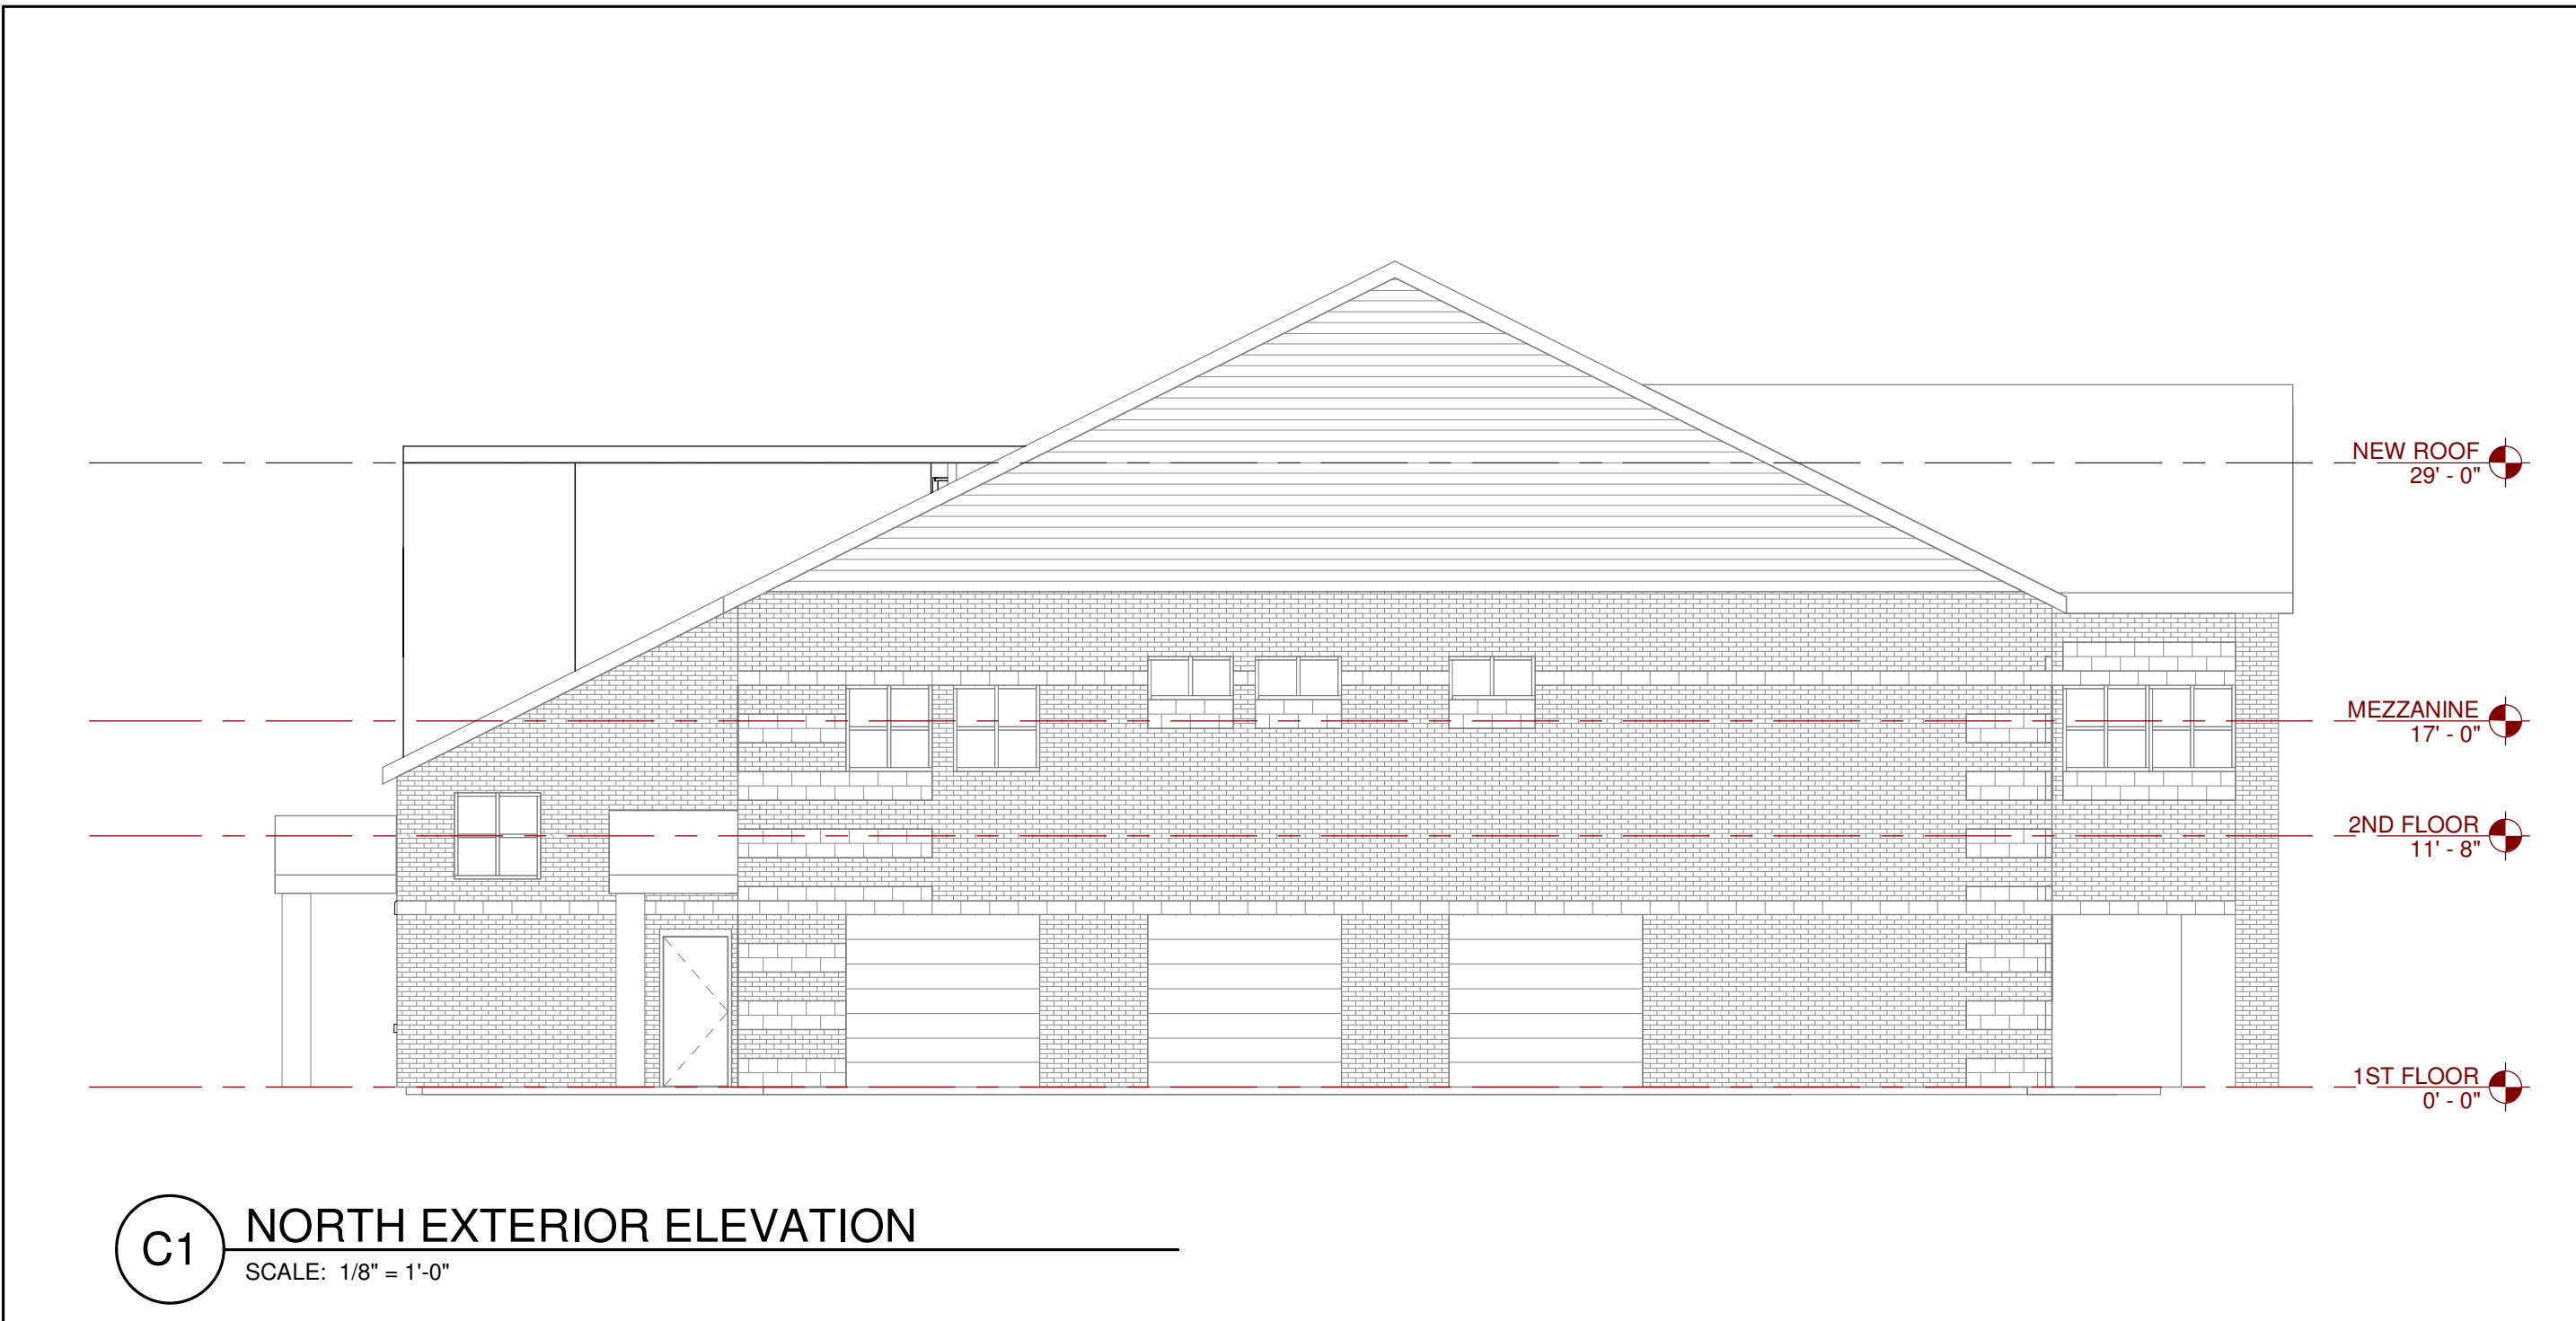 NEW ROOF
29' - 0"
MEZZANINE
17' - 0"
2ND FLOOR
11' - 8"
1ST FLOOR
0' - 0"
C1
NORTH EXTERIOR ELEVATION
SCALE: 1/8" = 1'-0"